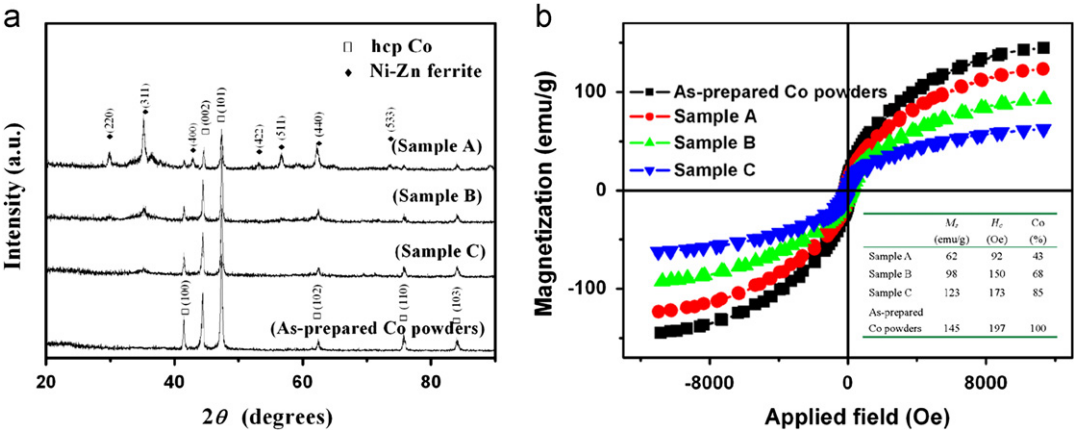 a
Intensity (a.u.)
hcp Co
Ni-Zn ferrite
(220)
(311)
(400)
(002)
(101)
(422)
(511)
(440)
(533)
(Sample A)
(Sample B)
(Sample C)
(100)
(102)
(110)
(103)
(As-prepared Co powders)
20 40 60 80
2θ (degrees)
b
Magnetization (emu/g)
100
0
-100
As-prepared Co powders
Sample A
Sample B
Sample C
Ms Hc Co
(emu/g) (Oe) (%)
Sample A 62 92 43
Sample B 98 150 68
Sample C 123 173 85
As-prepared
Co powders 145 197 100
-8000 0 8000
Applied field (Oe)